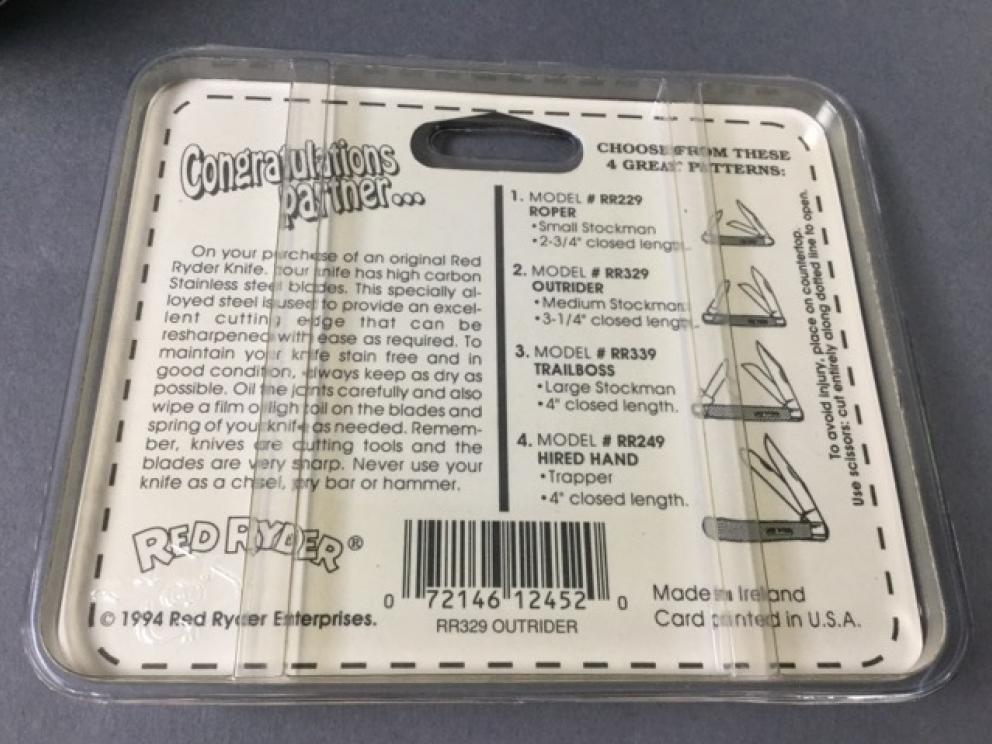 Congratulations
partner...
On your purchase of an original Red
Ryder Knife. Your knife has high carbon
Stainless steel blades. This specially al-
loyed steel is used to provide an excel-
lent cutting edge that can be
resharpened with ease as required. To
maintain your knife stain free and in
good condition, always keep as dry as
possible. Oil the joints carefully and also
wipe a film of light oil on the blades and
spring of your knife as needed. Remem-
ber, knives are cutting tools and the
blades are very sharp. Never use your
knife as a chisel, pry bar or hammer.
RED RYDER®
© 1994 Red Ryder Enterprises.
CHOOSE FROM THESE
4 GREAT PATTERNS:
1. MODEL # RR229
ROPER
•Small Stockman
•2-3/4" closed length.
2. MODEL # RR329
OUTRIDER
•Medium Stockman
•3-1/4" closed length.
3. MODEL # RR339
TRAILBOSS
•Large Stockman
•4" closed length.
4. MODEL # RR249
HIRED HAND
•Trapper
•4" closed length.
To avoid injury, place on countertop.
Use scissors: cut entirely along dotted line to open.
0 72146 12452 0
RR329 OUTRIDER
Made in Ireland
Card printed in U.S.A.